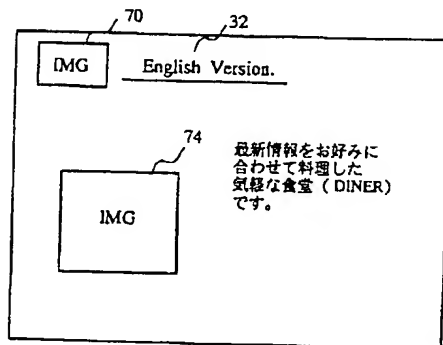 70
32
IMG
English Version.
74
IMG
最新情報をお好みに
合わせて料理した
気軽な食堂 ( DINER )
です。